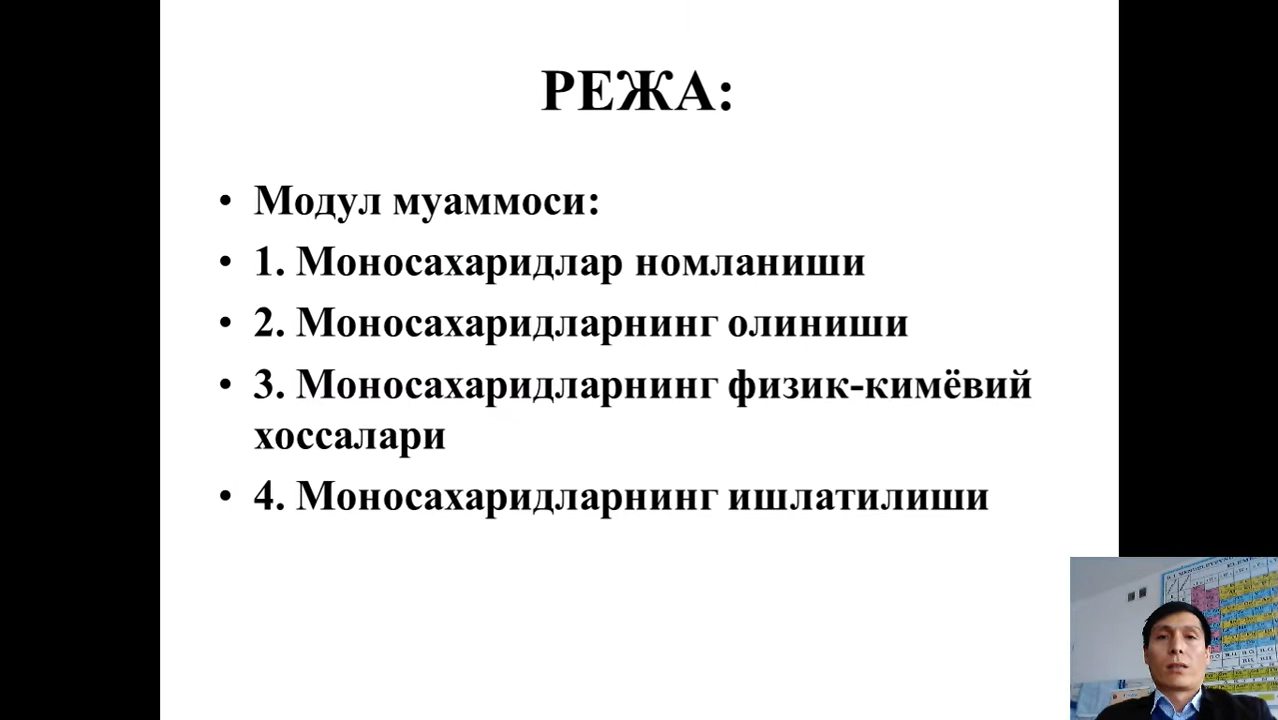 РЕЖА:
• Модул муаммоси:
• 1. Моносахаридлар номланиши
• 2. Моносахаридларнинг олиниши
• 3. Моносахаридларнинг физик-кимёвий
хоссалари
• 4. Моносахаридларнинг ишлатилиши